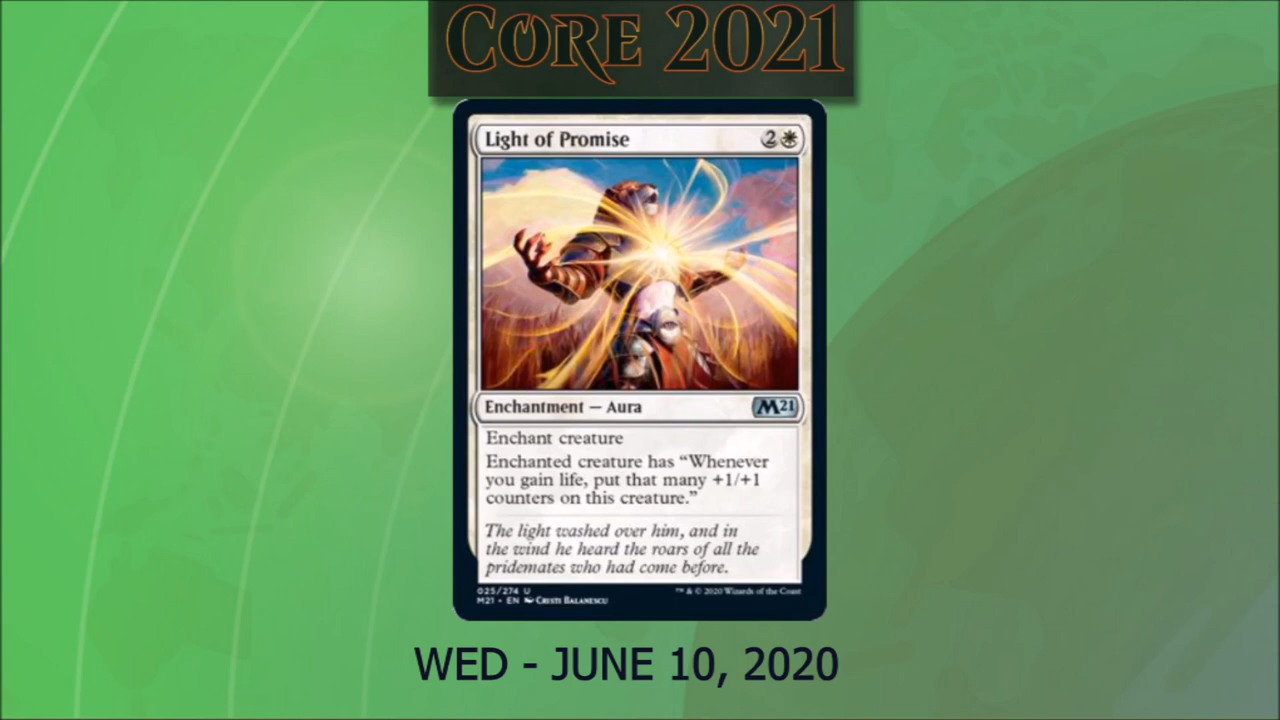 CORE 2021
Light of Promise 2
Enchantment — Aura M21
Enchant creature
Enchanted creature has “Whenever
you gain life, put that many +1/+1
counters on this creature.”
The light washed over him, and in
the wind he heard the roars of all the
pridemates who had come before.
025/274 U
M21 • EN CRISTI BALANESCU
™ & © 2020 Wizards of the Coast
WED - JUNE 10, 2020